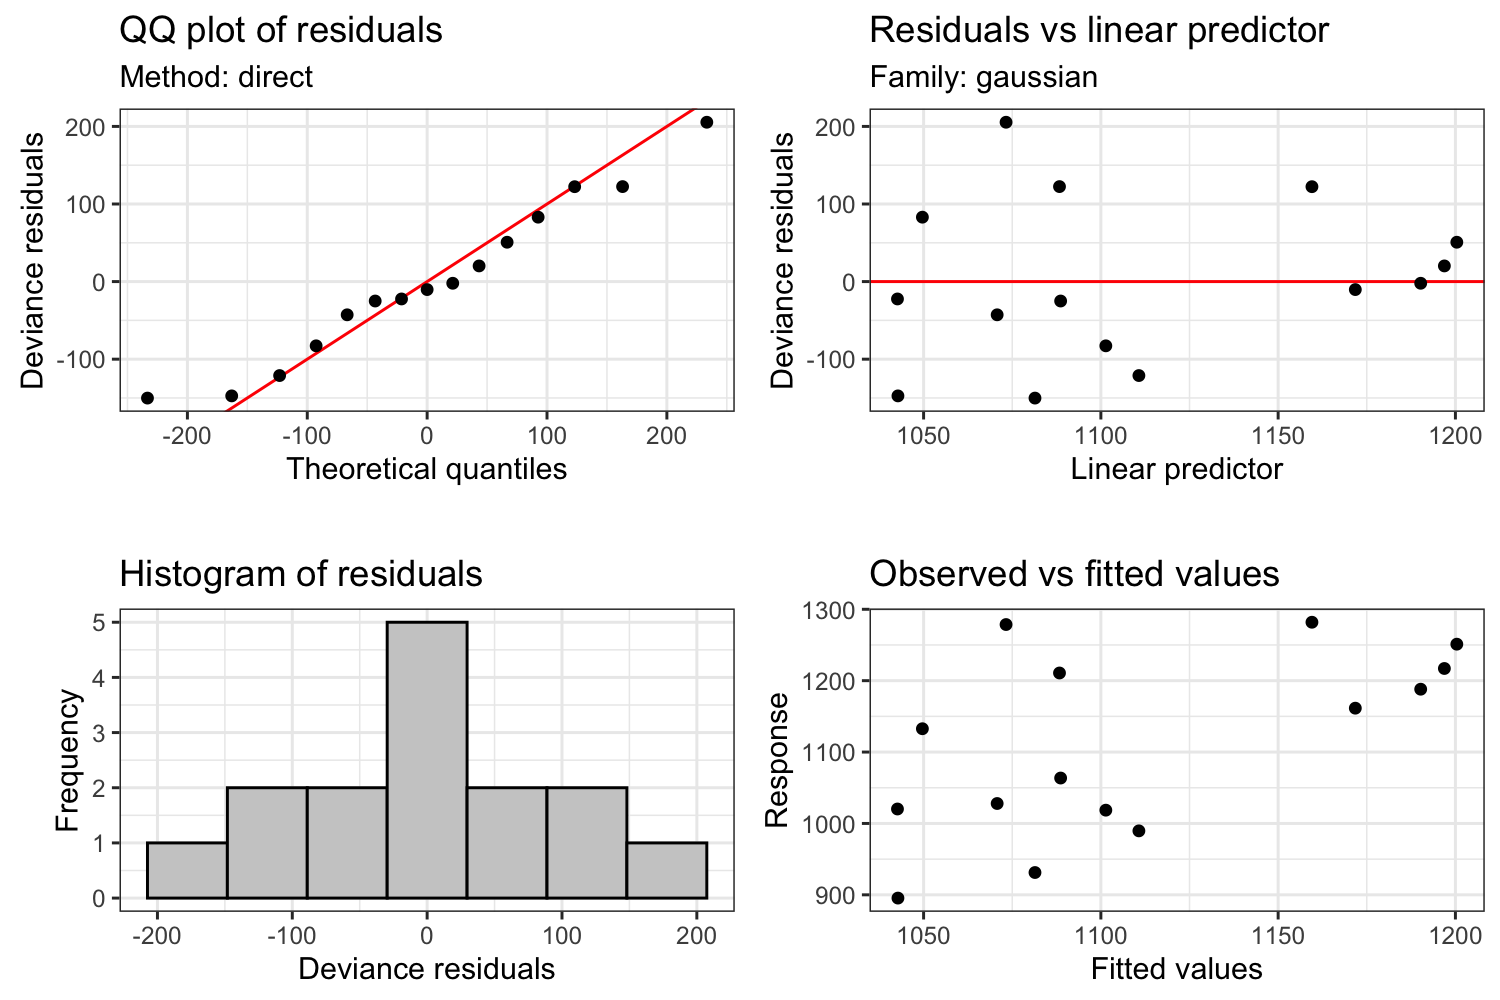 QQ plot of residuals
Method: direct
200
100
0
-100
Deviance residuals
-200 -100 0 100 200
Theoretical quantiles
Residuals vs linear predictor
Family: gaussian
200
100
0
-100
Deviance residuals
1050 1100 1150 1200
Linear predictor
Histogram of residuals
5
4
3
2
1
0
Frequency
-200 -100 0 100 200
Deviance residuals
Observed vs fitted values
1300
1200
1100
1000
900
Response
1050 1100 1150 1200
Fitted values